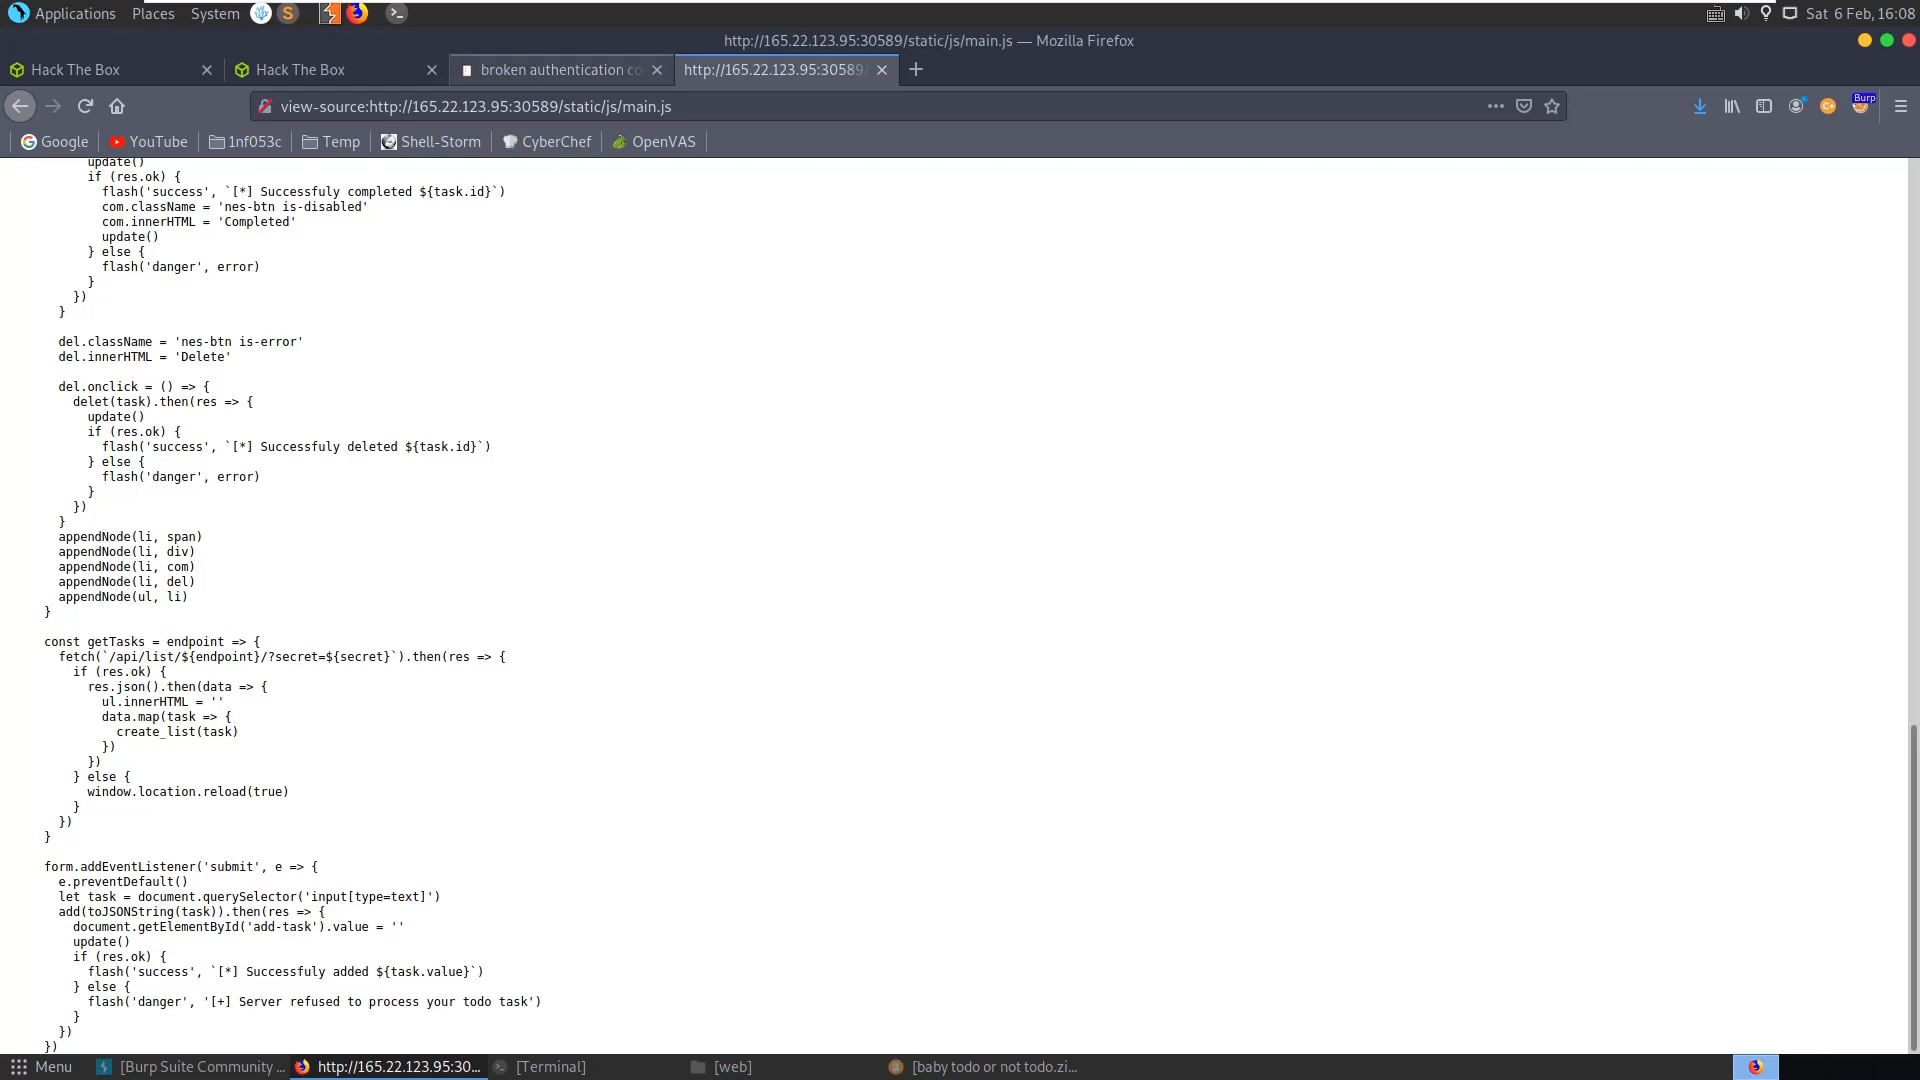 Applications Places System Sat 6 Feb, 16:08
http://165.22.123.95:30589/static/js/main.js — Mozilla Firefox
Hack The Box Hack The Box broken authentication co http://165.22.123.95:30589/
view-source:http://165.22.123.95:30589/static/js/main.js Burp
Google YouTube 1nf053c Temp Shell-Storm CyberChef OpenVAS
update()
if (res.ok) {
flash('success', `[*] Successfuly completed ${task.id}`)
com.className = 'nes-btn is-disabled'
com.innerHTML = 'Completed'
update()
} else {
flash('danger', error)
}
})
}
del.className = 'nes-btn is-error'
del.innerHTML = 'Delete'
del.onclick = () => {
delet(task).then(res => {
update()
if (res.ok) {
flash('success', `[*] Successfuly deleted ${task.id}`)
} else {
flash('danger', error)
}
})
}
appendNode(li, span)
appendNode(li, div)
appendNode(li, com)
appendNode(li, del)
appendNode(ul, li)
}
const getTasks = endpoint => {
fetch(`/api/list/${endpoint}/?secret=${secret}`).then(res => {
if (res.ok) {
res.json().then(data => {
ul.innerHTML = ''
data.map(task => {
create_list(task)
})
})
} else {
window.location.reload(true)
}
})
}
form.addEventListener('submit', e => {
e.preventDefault()
let task = document.querySelector('input[type=text]')
add(toJSONString(task)).then(res => {
document.getElementById('add-task').value = ''
update()
if (res.ok) {
flash('success', `[*] Successfuly added ${task.value}`)
} else {
flash('danger', '[+] Server refused to process your todo task')
}
})
})
Menu [Burp Suite Community ... http://165.22.123.95:30... [Terminal] [web] [baby todo or not todo.zi...